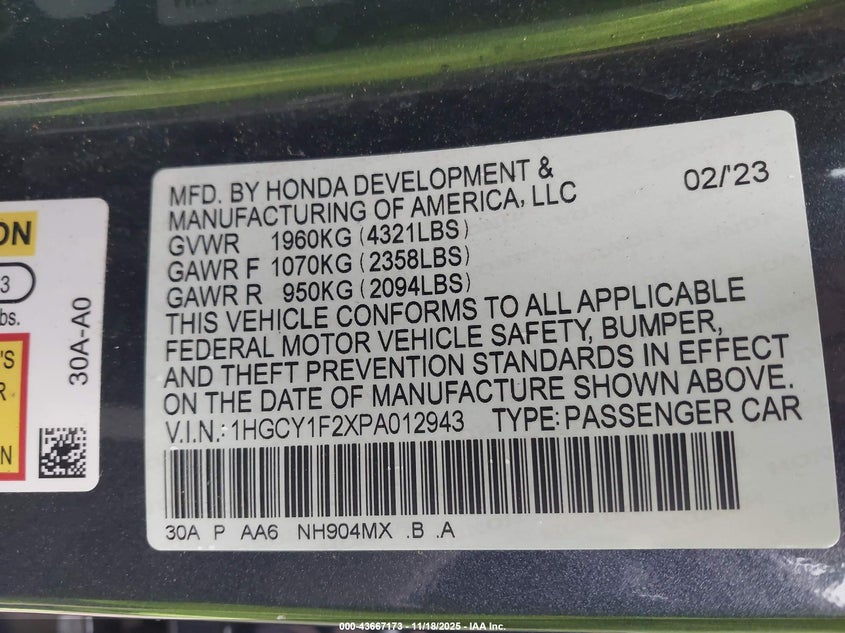 ON
3
bs.
'S
R
N
30A-A0
MFD. BY HONDA DEVELOPMENT & 02/'23
MANUFACTURING OF AMERICA, LLC
GVWR 1960KG (4321LBS)
GAWR F 1070KG (2358LBS)
GAWR R 950KG (2094LBS)
THIS VEHICLE CONFORMS TO ALL APPLICABLE
FEDERAL MOTOR VEHICLE SAFETY, BUMPER,
AND THEFT PREVENTION STANDARDS IN EFFECT
ON THE DATE OF MANUFACTURE SHOWN ABOVE.
V.I.N.: 1HGCY1F2XPA012943 TYPE: PASSENGER CAR
30A P AA6 NH904MX .B .A
000-43667173 - 11/18/2025 - IAA Inc.